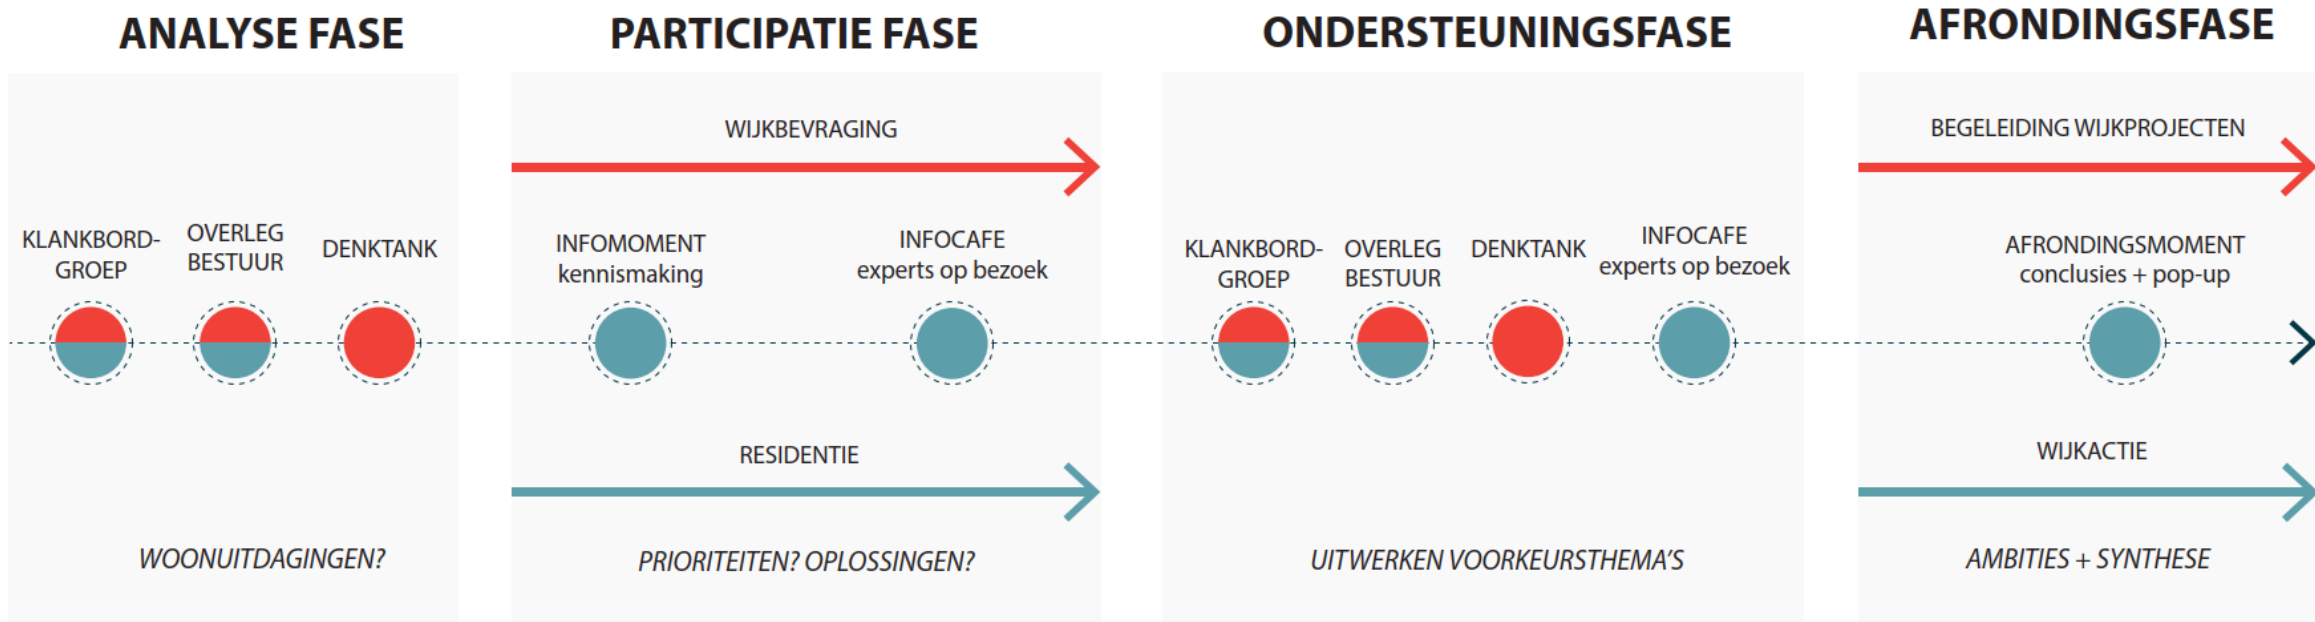 ANALYSE FASE
KLANKBORD-
GROEP
OVERLEG
BESTUUR
DENKTANK
WOONUITDAGINGEN?
PARTICIPATIE FASE
WIJKBEVRAGING
INFOMOMENT
kennismaking
INFOCAFE
experts op bezoek
RESIDENTIE
PRIORITEITEN? OPLOSSINGEN?
ONDERSTEUNINGSFASE
KLANKBORD-
GROEP
OVERLEG
BESTUUR
DENKTANK
INFOCAFE
experts op bezoek
UITWERKEN VOORKEURSTHEMA'S
AFRONDINGSFASE
BEGELEIDING WIJKPROJECTEN
AFRONDINGSMOMENT
conclusies + pop-up
WIJKACTIE
AMBITIES + SYNTHESE